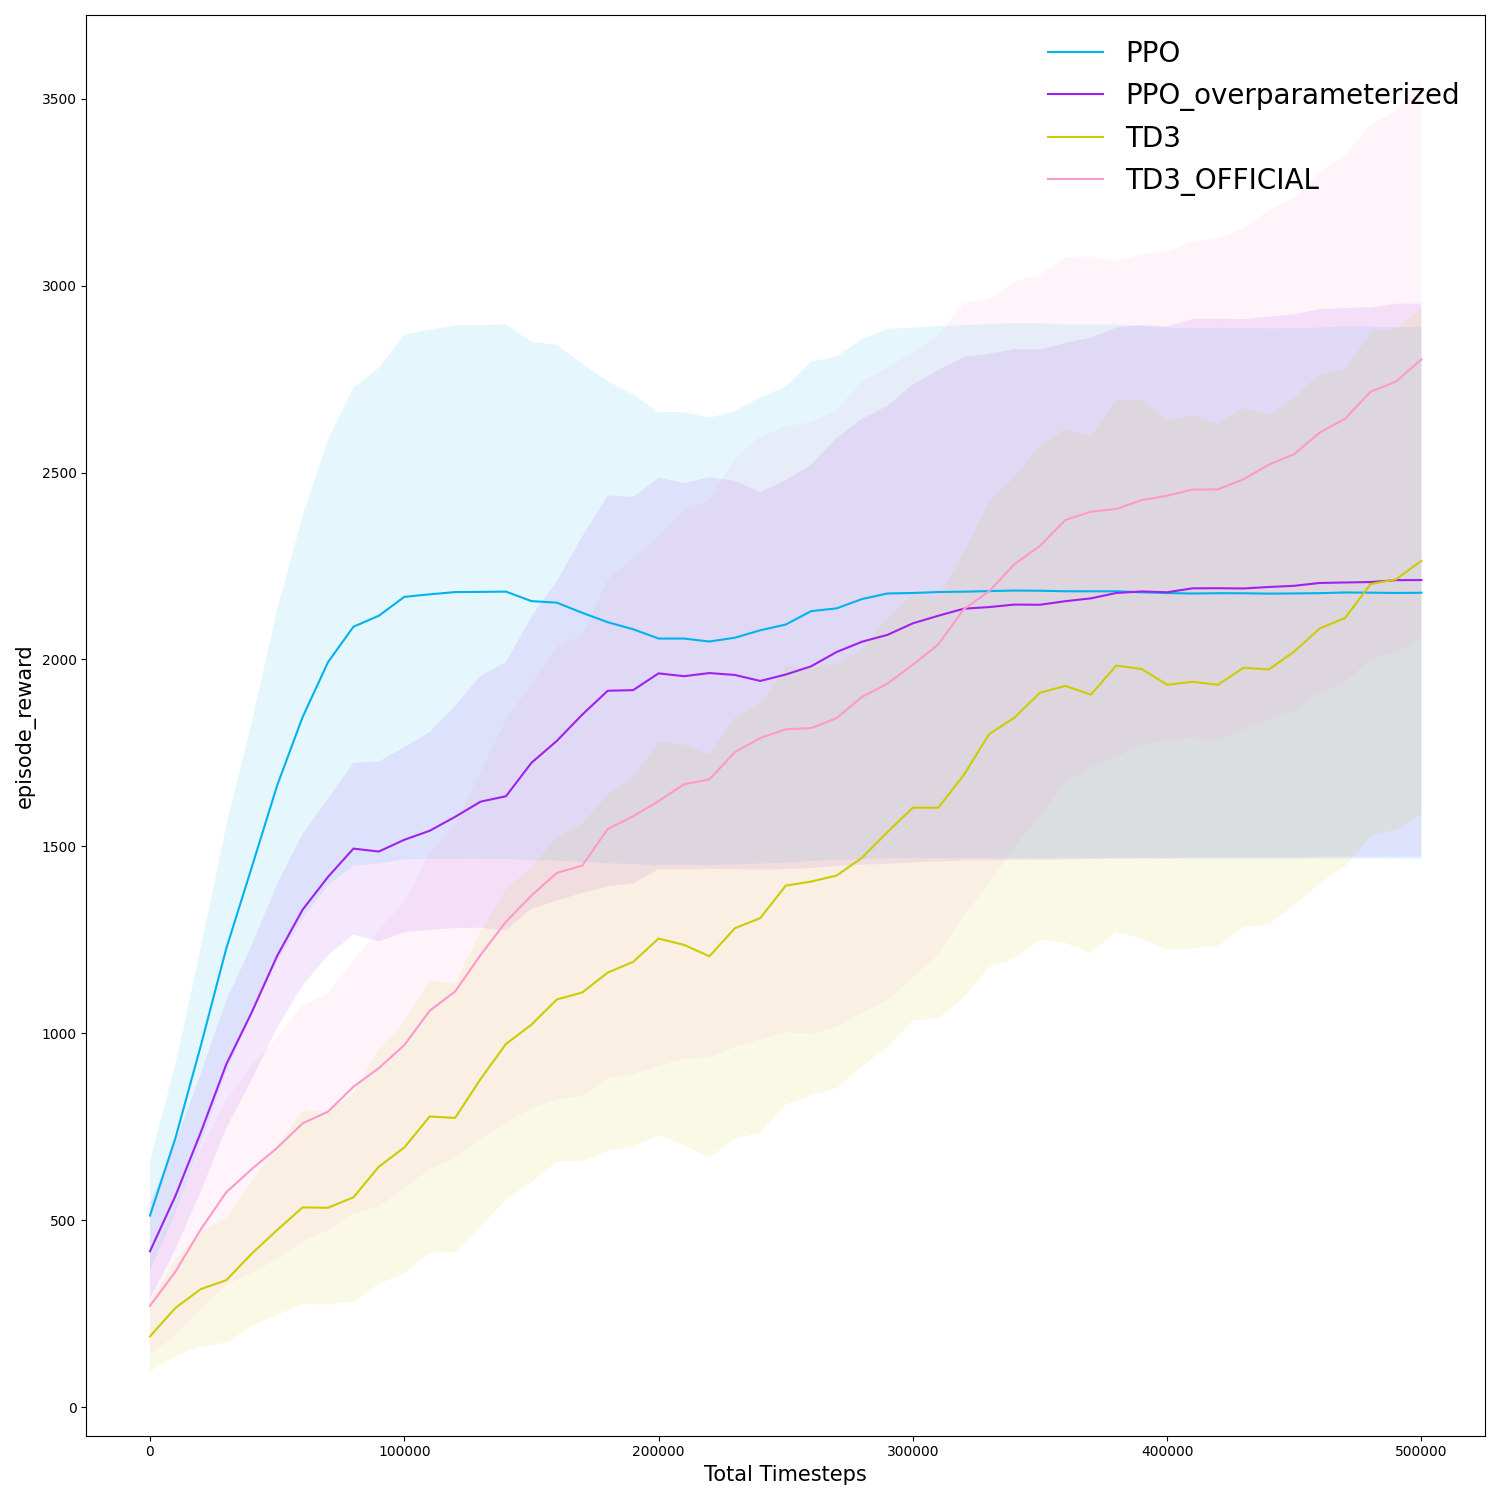 PPO
PPO_overparameterized
TD3
TD3_OFFICIAL
3500
3000
2500
2000
1500
1000
500
0
episode_reward
0 100000 200000 300000 400000 500000
Total Timesteps